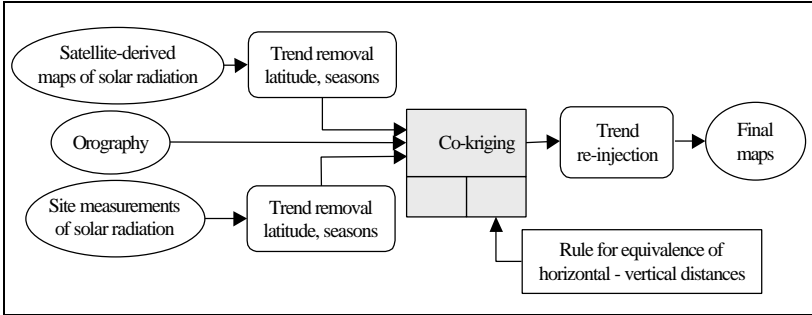 Satellite-derived
maps of solar radiation
Trend removal
latitude, seasons
Orography
Co-kriging
Trend
re-injection
Final
maps
Site measurements
of solar radiation
Trend removal
latitude, seasons
Rule for equivalence of
horizontal - vertical distances